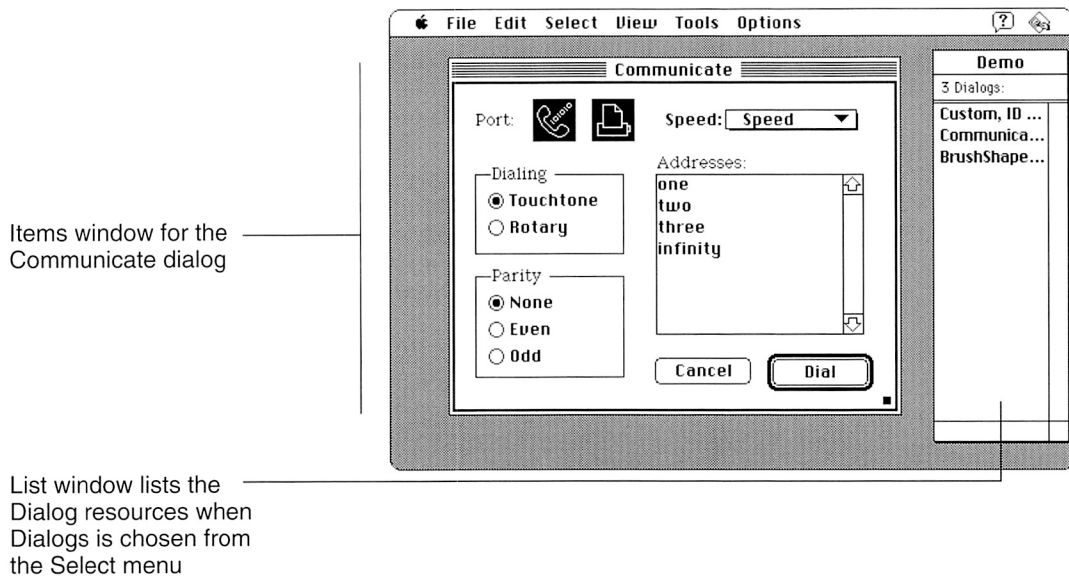 File Edit Select View Tools Options
Communicate
Port:
Speed: Speed
Dialing
Touchtone
Rotary
Parity
None
Even
Odd
Addresses:
one
two
three
infinity
Cancel
Dial
Demo
3 Dialogs:
Custom, ID ...
Communica...
BrushShape...
Items window for the
Communicate dialog
List window lists the
Dialog resources when
Dialogs is chosen from
the Select menu